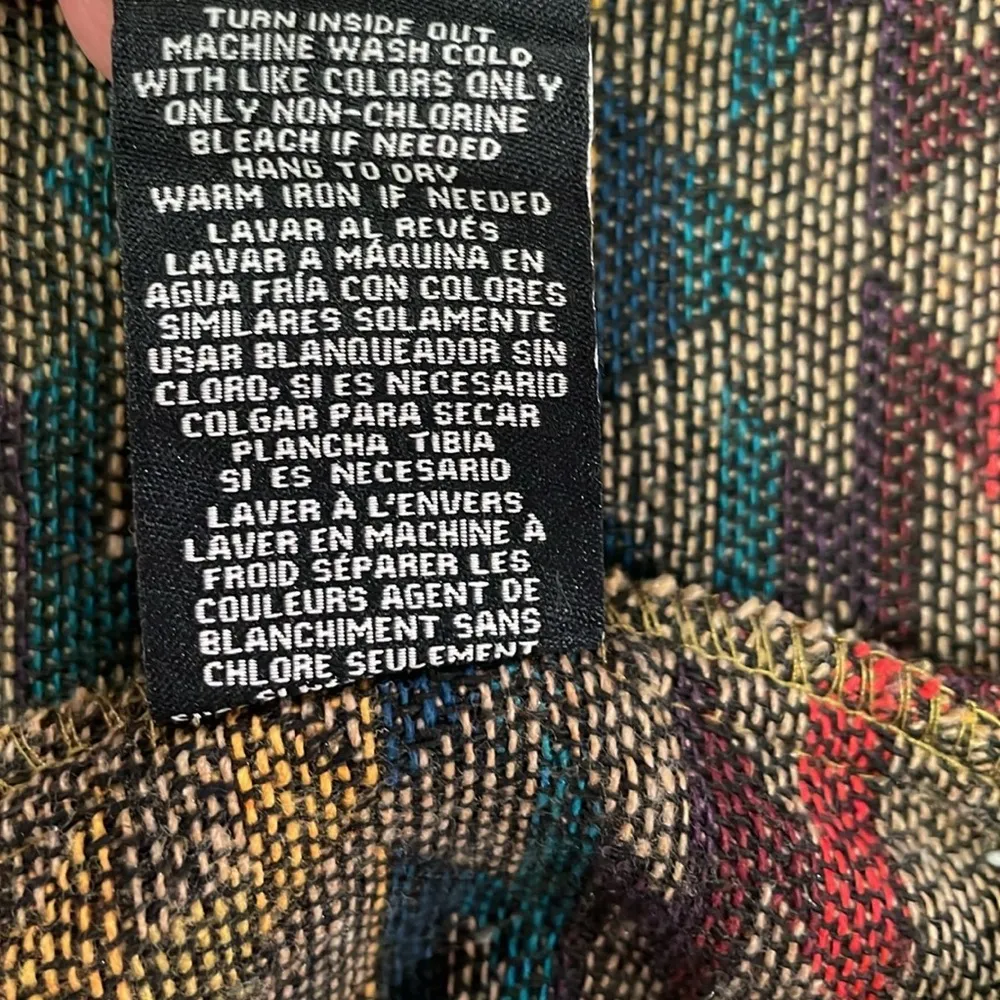 TURN INSIDE OUT
MACHINE WASH COLD
WITH LIKE COLORS ONLY
ONLY NON-CHLORINE
BLEACH IF NEEDED
HANG TO DRY
WARM IRON IF NEEDED
LAVAR AL REVÉS
LAVAR A MÁQUINA EN
AGUA FRÍA CON COLORES
SIMILARES SOLAMENTE
USAR BLANQUEADOR SIN
CLORO, SI ES NECESARIO
COLGAR PARA SECAR
PLANCHA TIBIA
SI ES NECESARIO
LAVER À L'ENVERS
LAVER EN MACHINE À
FROID SÉPARER LES
COULEURS AGENT DE
BLANCHIMENT SANS
CHLORE SEULEMENT